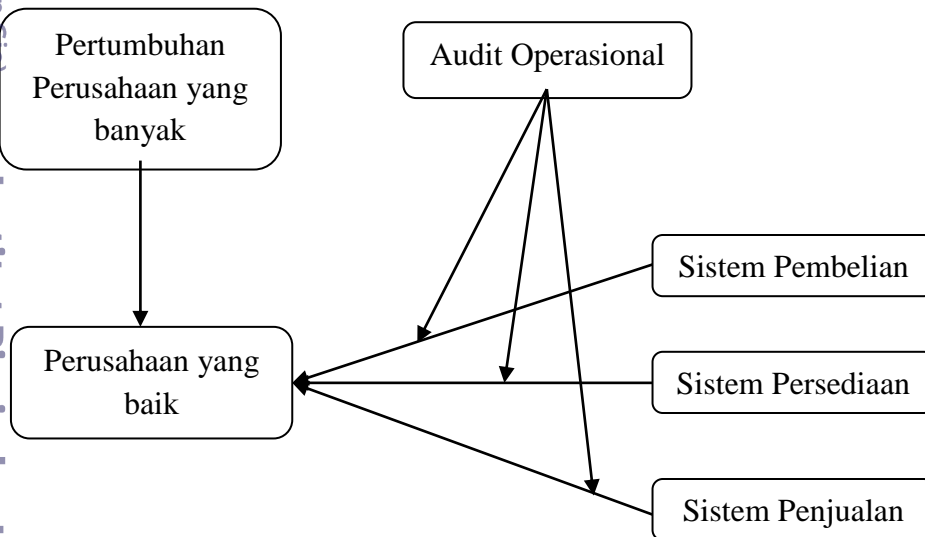 Pertumbuhan
Perusahaan yang
banyak
Audit Operasional
Sistem Pembelian
Perusahaan yang
baik
Sistem Persediaan
Sistem Penjualan